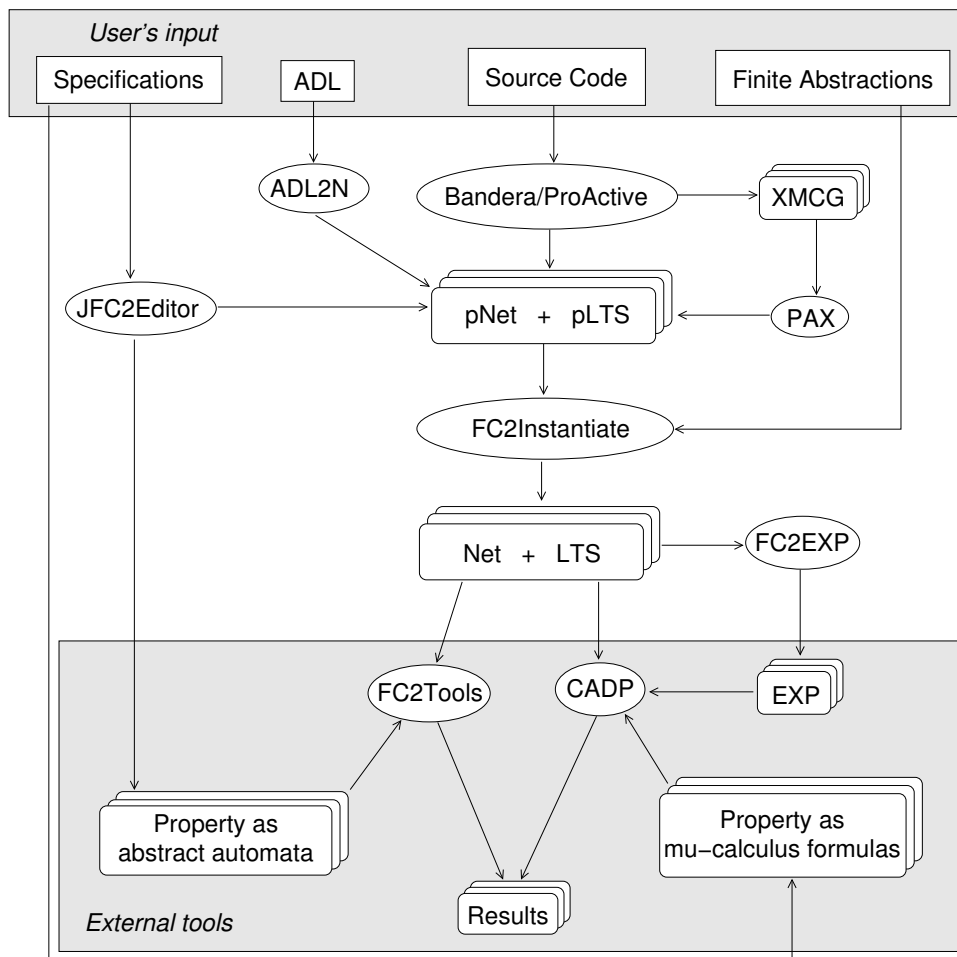 User's input
Specifications
ADL
Source Code
Finite Abstractions
ADL2N
Bandera/ProActive
XMCG
JFC2Editor
pNet + pLTS
PAX
FC2Instantiate
Net + LTS
FC2EXP
FC2Tools
CADP
EXP
Property as
abstract automata
Property as
mu−calculus formulas
Results
External tools